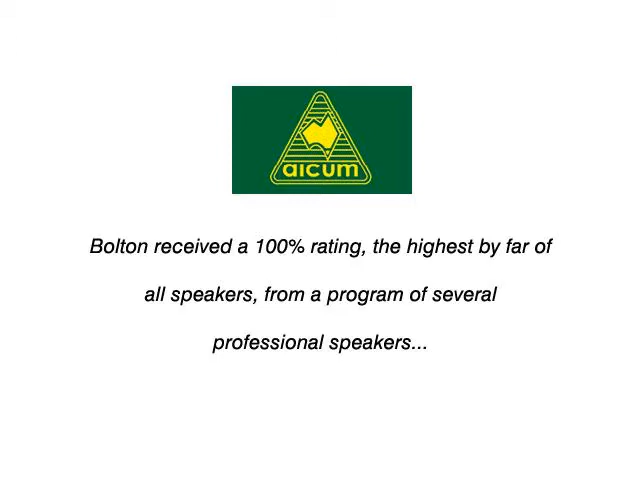 aicum
Bolton received a 100% rating, the highest by far of
all speakers, from a program of several
professional speakers...